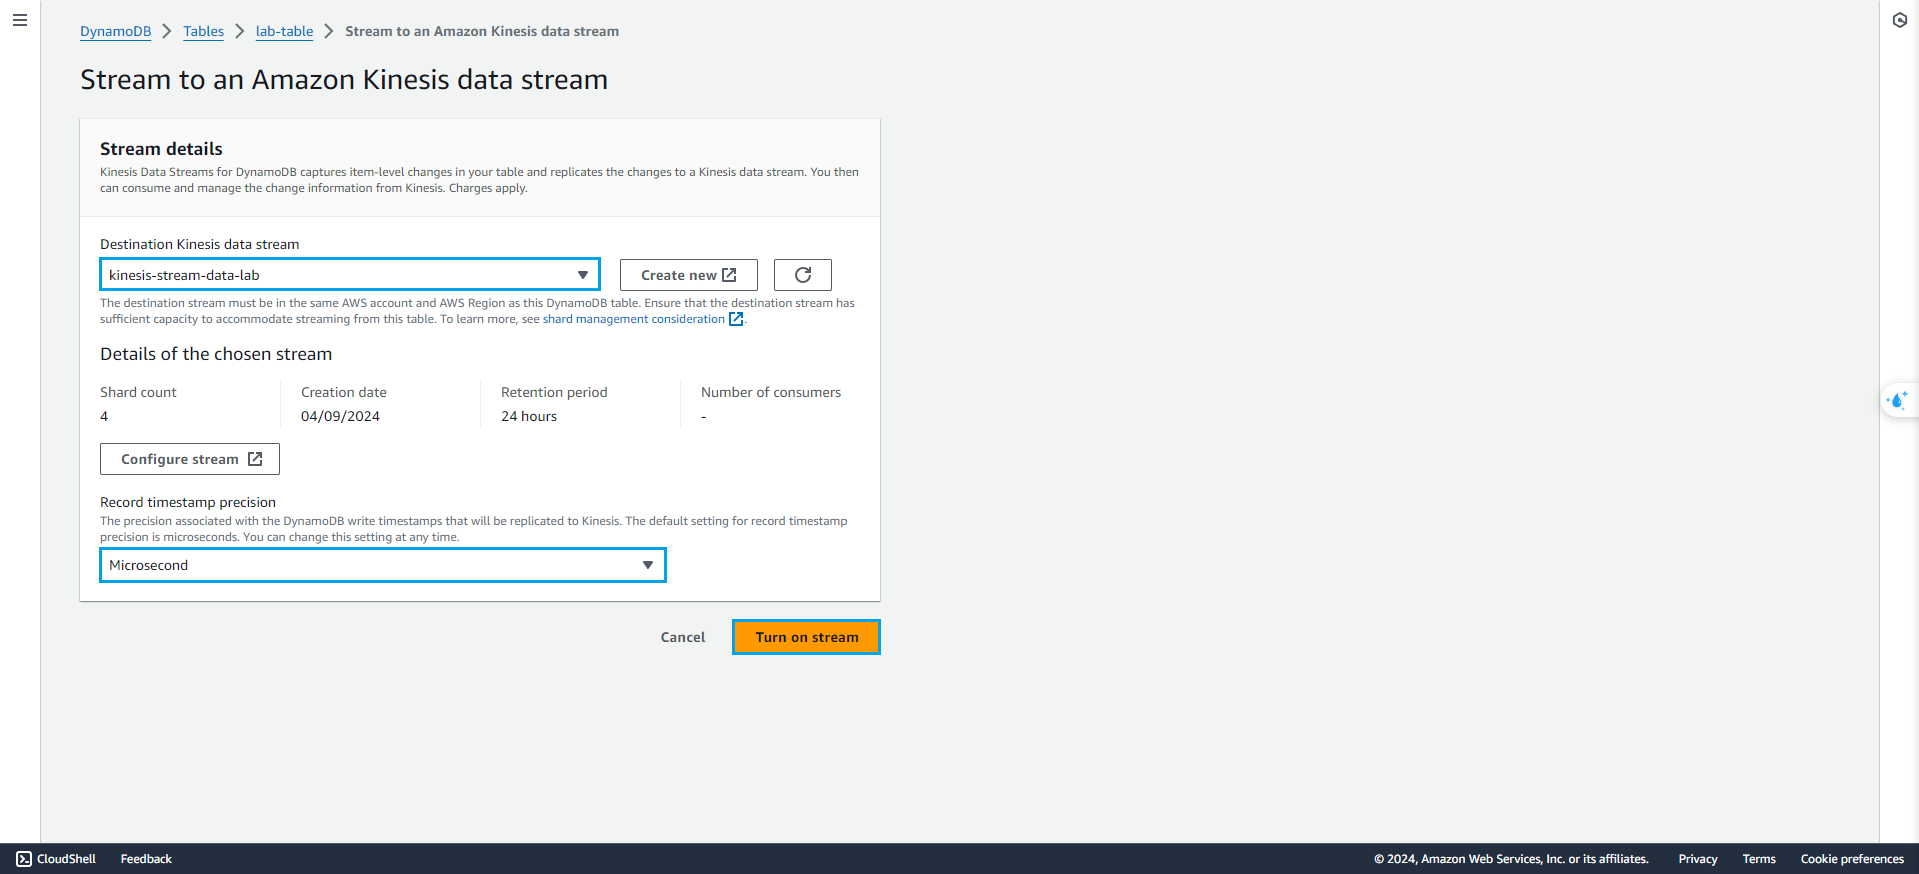 DynamoDB > Tables > lab-table > Stream to an Amazon Kinesis data stream
Stream to an Amazon Kinesis data stream
Stream details
Kinesis Data Streams for DynamoDB captures item-level changes in your table and replicates the changes to a Kinesis data stream. You then
can consume and manage the change information from Kinesis. Charges apply.
Destination Kinesis data stream
kinesis-stream-data-lab
Create new
The destination stream must be in the same AWS account and AWS Region as this DynamoDB table. Ensure that the destination stream has
sufficient capacity to accommodate streaming from this table. To learn more, see shard management consideration .
Details of the chosen stream
Shard count
4
Creation date
04/09/2024
Retention period
24 hours
Number of consumers
-
Configure stream
Record timestamp precision
The precision associated with the DynamoDB write timestamps that will be replicated to Kinesis. The default setting for record timestamp
precision is microseconds. You can change this setting at any time.
Microsecond
Cancel
Turn on stream
CloudShell
Feedback
© 2024, Amazon Web Services, Inc. or its affiliates.
Privacy
Terms
Cookie preferences